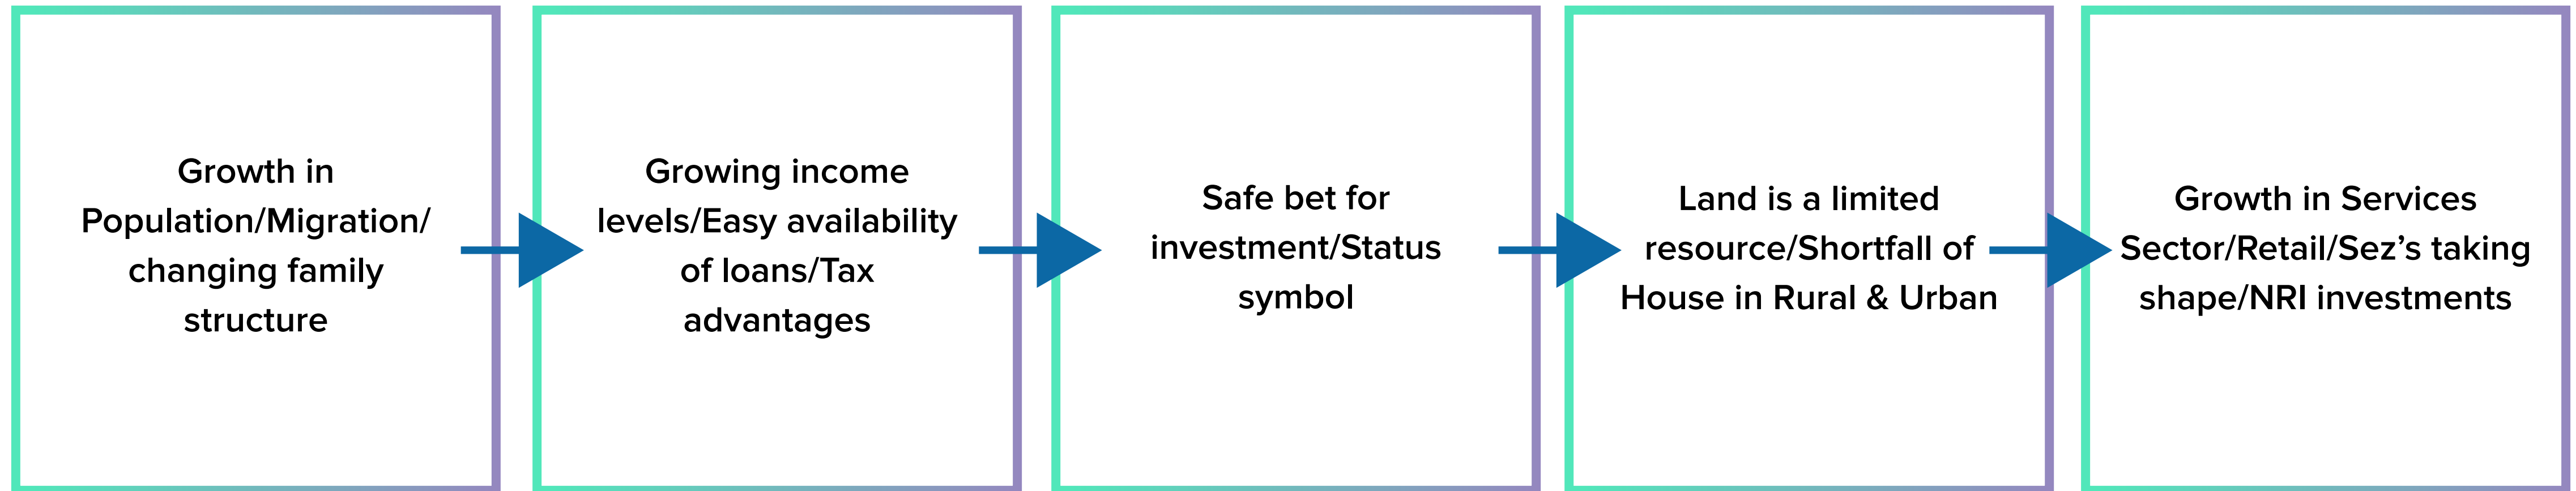 Growth in
Population/Migration/
changing family
structure
Growing income
levels/Easy availability
of loans/Tax
advantages
Safe bet for
investment/Status
symbol
Land is a limited
resource/Shortfall of
House in Rural & Urban
Growth in Services
Sector/Retail/Sez’s taking
shape/NRI investments